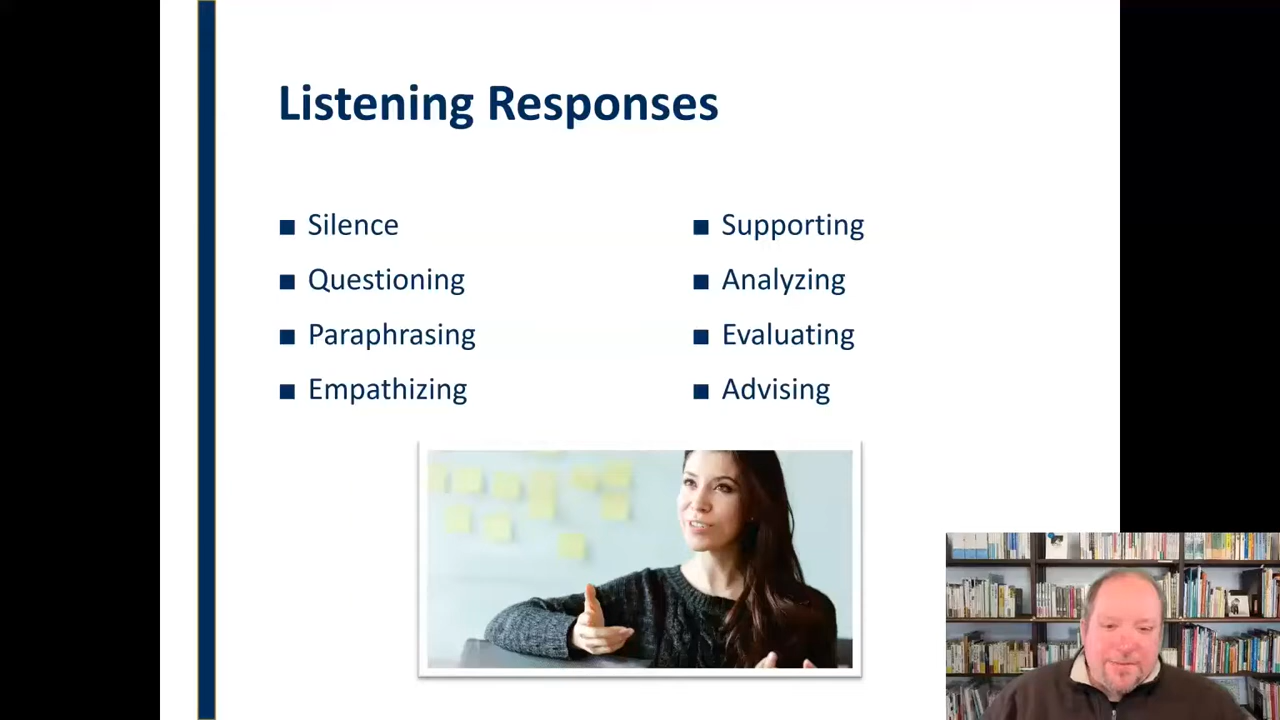 Listening Responses
Silence
Questioning
Paraphrasing
Empathizing
Supporting
Analyzing
Evaluating
Advising